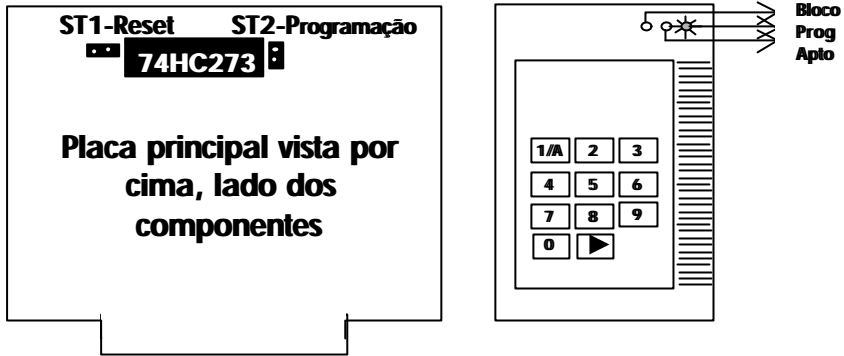 ST1-Reset ST2-Programação
74HC273
Placa principal vista por
cima, lado dos
componentes
Bloco
Prog
Apto
1/A 2 3
4 5 6
7 8 9
0